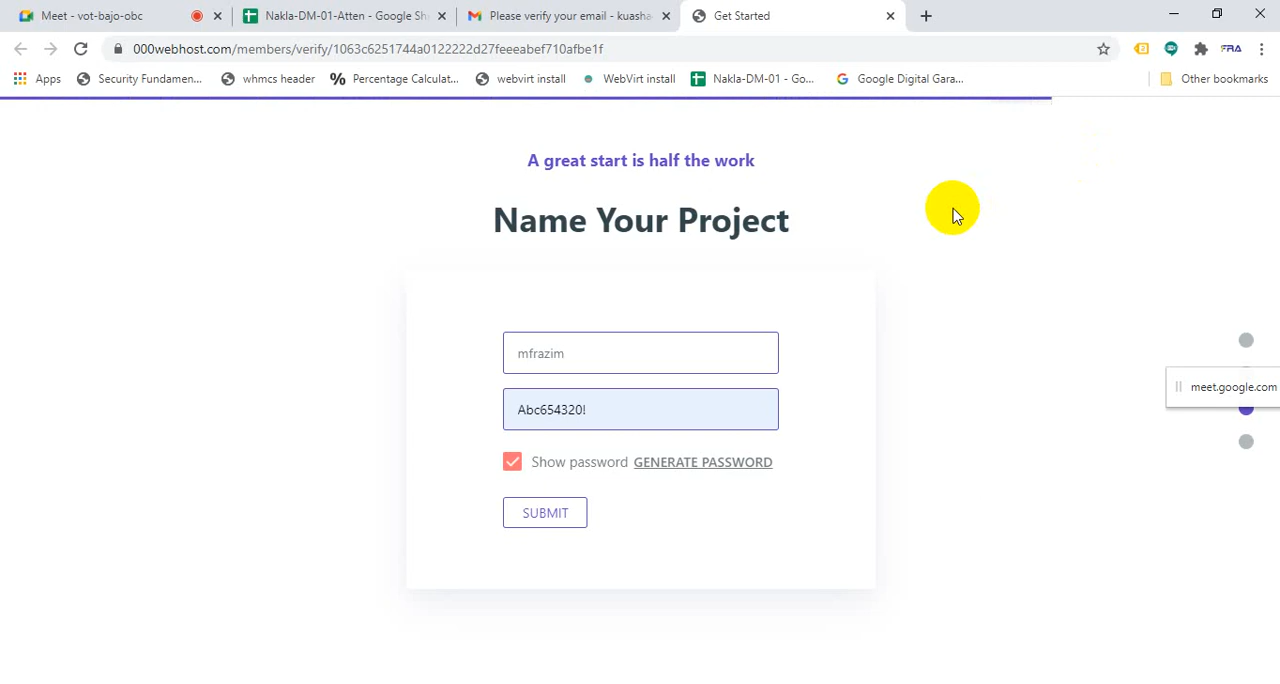 Meet - vot-bajo-obc
Nakla-DM-01-Atten - Google Sh
Please verify your email - kuasha
Get Started
000webhost.com/members/verify/1063c6251744a0122222d27feeeabef710afbe1f
Apps
Security Fundamen...
whmcs header
Percentage Calculat...
webvirt install
WebVirt install
Nakla-DM-01 - Go...
Google Digital Gara...
Other bookmarks
A great start is half the work
Name Your Project
mfrazim
Abc654320!
Show password GENERATE PASSWORD
SUBMIT
meet.google.com